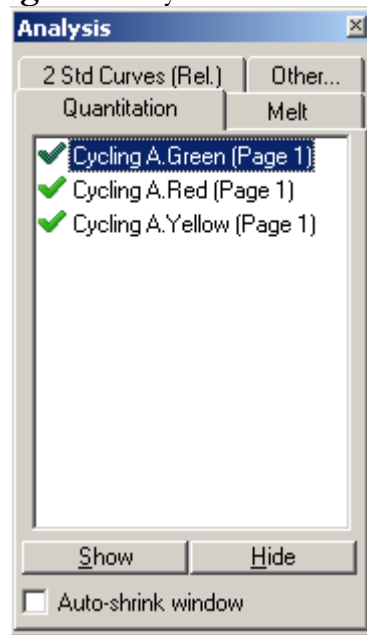 Analysis
2 Std Curves (Rel.) Other...
Quantitation Melt
Cycling A.Green (Page 1)
Cycling A.Red (Page 1)
Cycling A.Yellow (Page 1)
Show Hide
Auto-shrink window